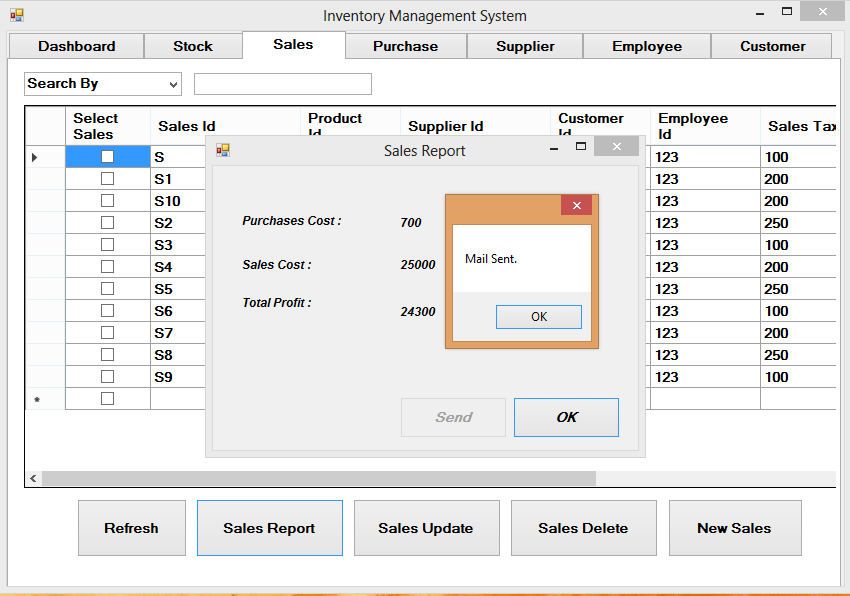 Inventory Management System
Dashboard Stock Sales Purchase Supplier Employee Customer
Search By
Select Sales Sales Id Product Id Supplier Id Customer Id Employee Id Sales Tax
S 123 100
S1 123 200
S10 123 200
S2 123 250
S3 123 100
S4 123 200
S5 123 250
S6 123 100
S7 123 200
S8 123 250
S9 123 100
*
Sales Report
Purchases Cost : 700
Sales Cost : 25000
Total Profit : 24300
Send OK
Mail Sent.
OK
Refresh Sales Report Sales Update Sales Delete New Sales